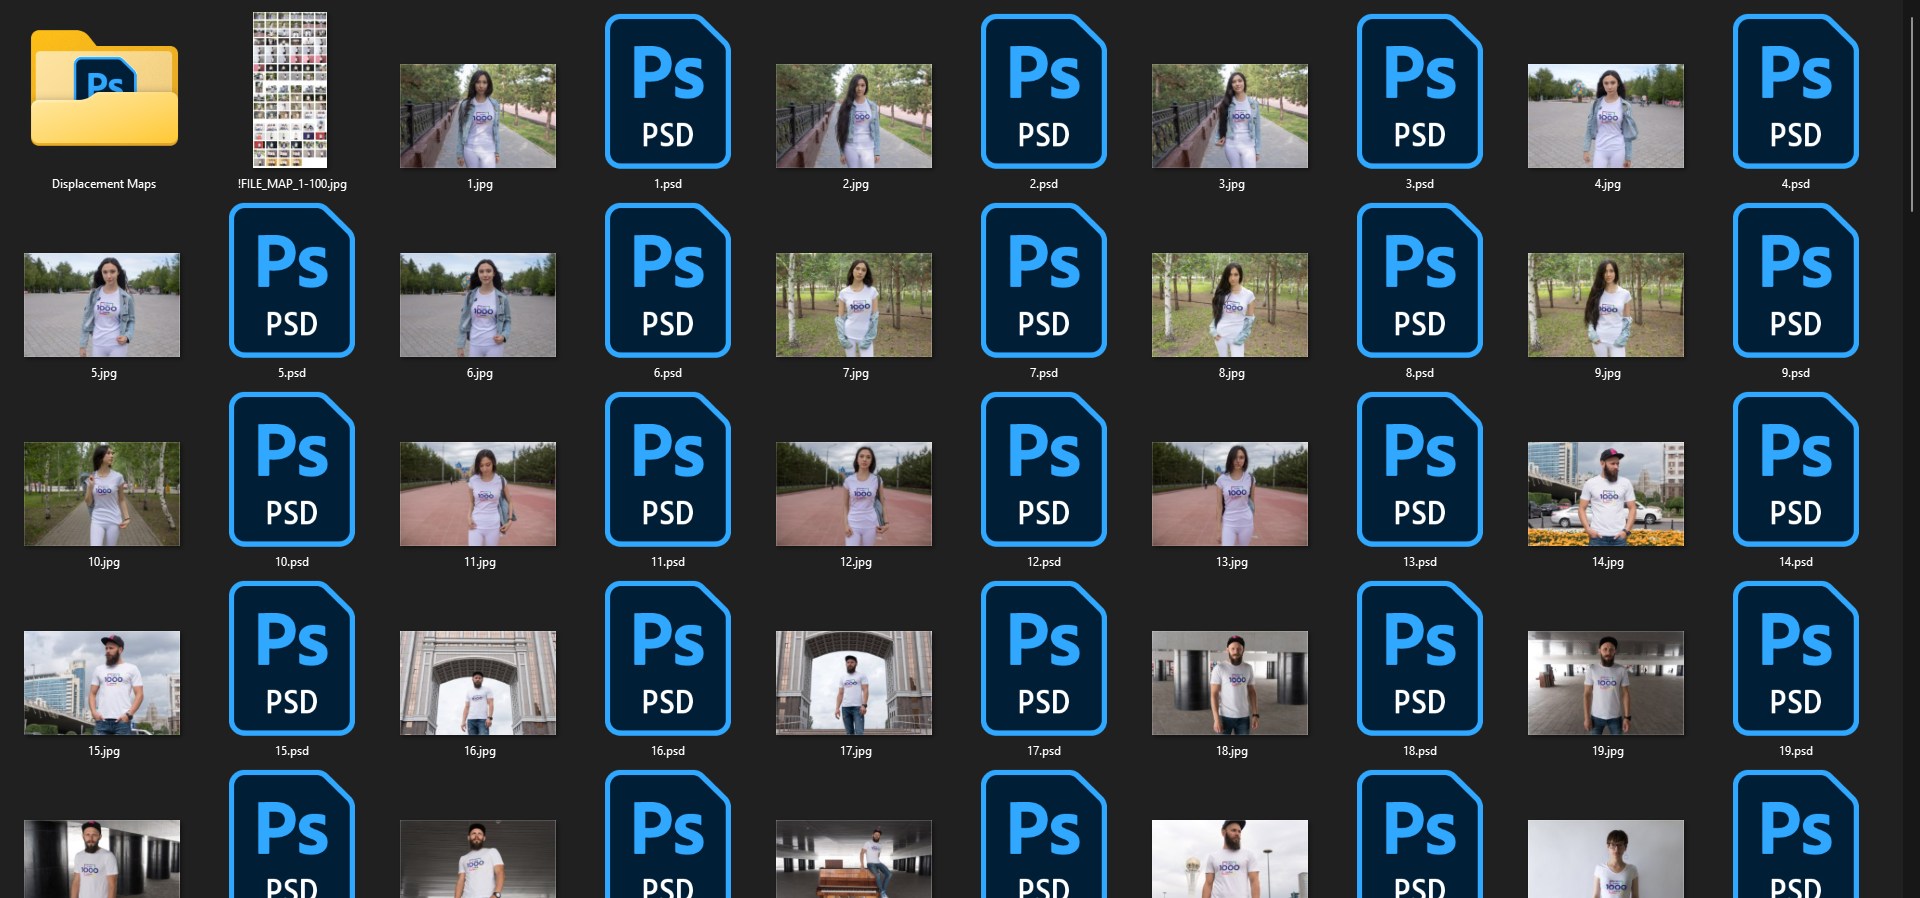 Ps
Ps
PSD
Ps
PSD
Ps
PSD
Ps
PSD
Displacement Maps
!FILE_MAP_1-100.jpg
1.jpg
1.psd
2.jpg
2.psd
3.jpg
3.psd
4.jpg
4.psd
Ps
PSD
Ps
PSD
Ps
PSD
Ps
PSD
Ps
PSD
5.jpg
5.psd
6.jpg
6.psd
7.jpg
7.psd
8.jpg
8.psd
9.jpg
9.psd
Ps
PSD
Ps
PSD
Ps
PSD
Ps
PSD
Ps
PSD
10.jpg
10.psd
11.jpg
11.psd
12.jpg
12.psd
13.jpg
13.psd
14.jpg
14.psd
Ps
PSD
Ps
PSD
Ps
PSD
Ps
PSD
Ps
PSD
15.jpg
15.psd
16.jpg
16.psd
17.jpg
17.psd
18.jpg
18.psd
19.jpg
19.psd
Ps
PSD
Ps
PSD
Ps
PSD
Ps
PSD
Ps
PSD